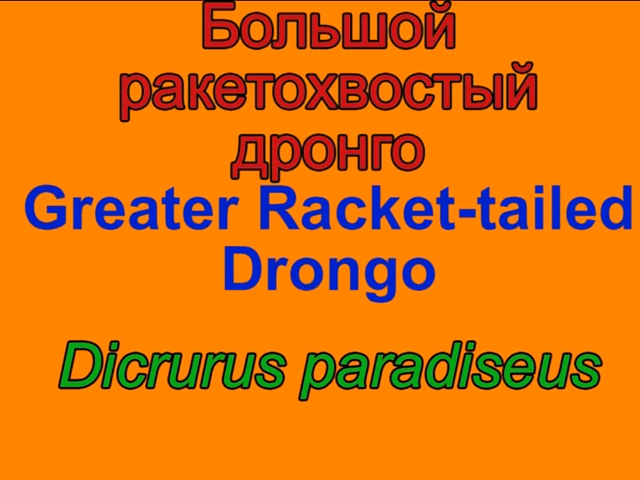 Большой
ракетохвостый
дронго
Greater Racket-tailed
Drongo
Dicrurus paradiseus